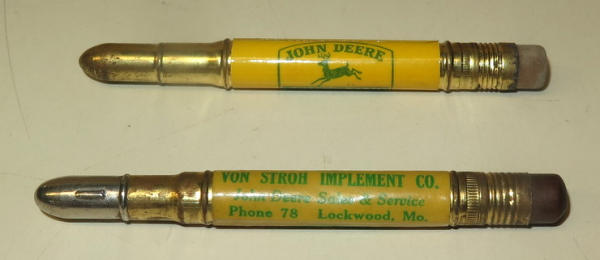 JOHN DEERE
VON STROH IMPLEMENT CO.
John Deere Sales & Service
Phone 78 Lockwood, Mo.